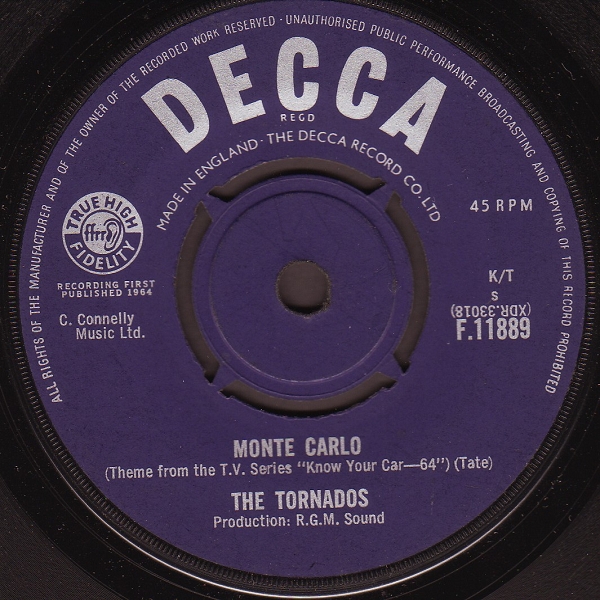 ALL RIGHTS OF THE MANUFACTURER AND OF THE OWNER OF THE RECORDED WORK RESERVED · UNAUTHORISED PUBLIC PERFORMANCE BROADCASTING AND COPYING OF THIS RECORD PROHIBITED
DECCA
REGD
MADE IN ENGLAND · THE DECCA RECORD CO. LTD
TRUE HIGH
ffrr
FIDELITY
45 RPM
RECORDING FIRST
PUBLISHED 1964
C. Connelly
Music Ltd.
K/T
S
(XDR.33018)
F.11889
MONTE CARLO
(Theme from the T.V. Series "Know Your Car—64") (Tate)
THE TORNADOS
Production: R.G.M. Sound